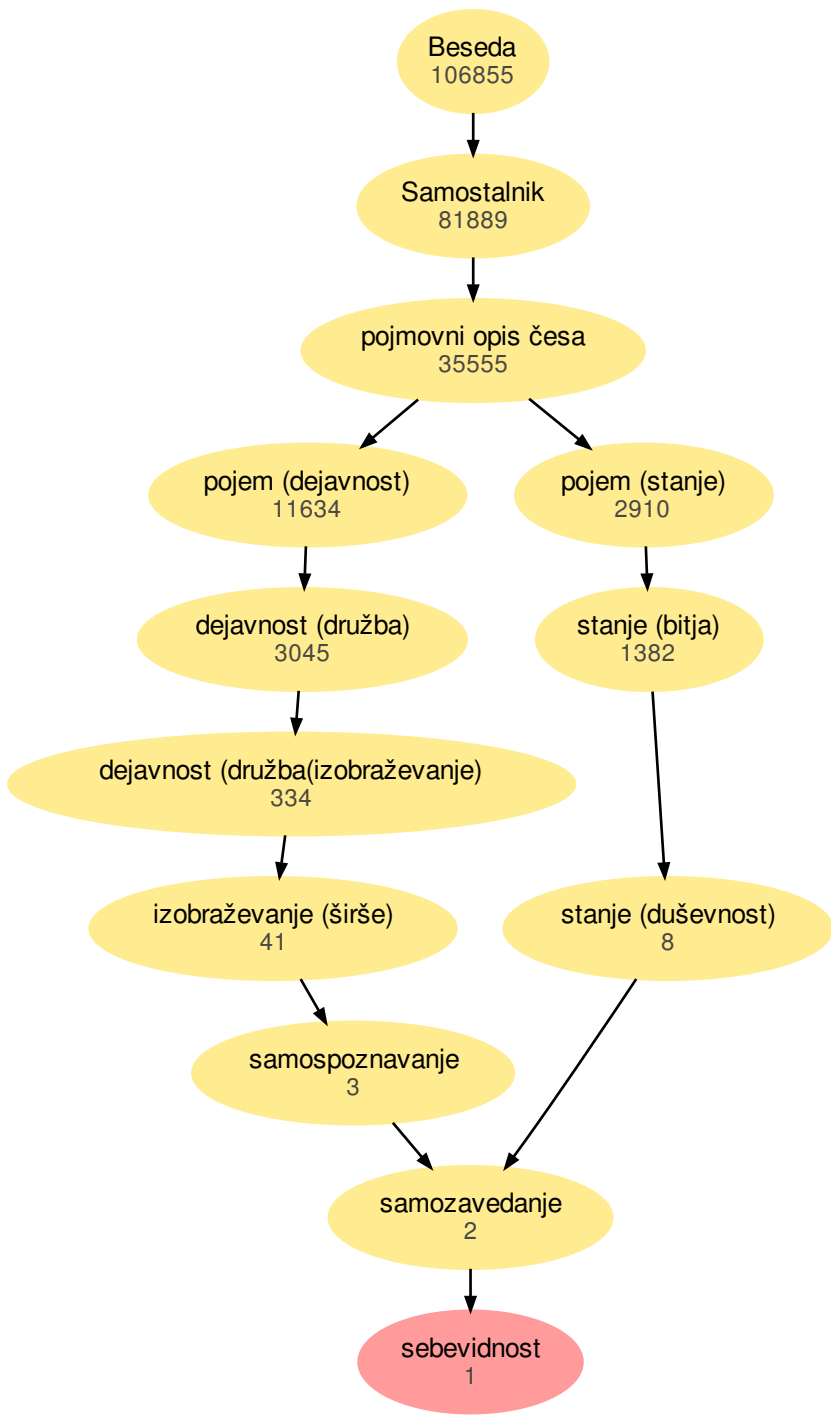 Beseda
106855
Samostalnik
81889
pojmovni opis česa
35555
pojem (dejavnost)
11634
pojem (stanje)
2910
dejavnost (družba)
3045
stanje (bitja)
1382
dejavnost (družba(izobraževanje)
334
izobraževanje (širše)
41
stanje (duševnost)
8
samospoznavanje
3
samozavedanje
2
sebevidnost
1